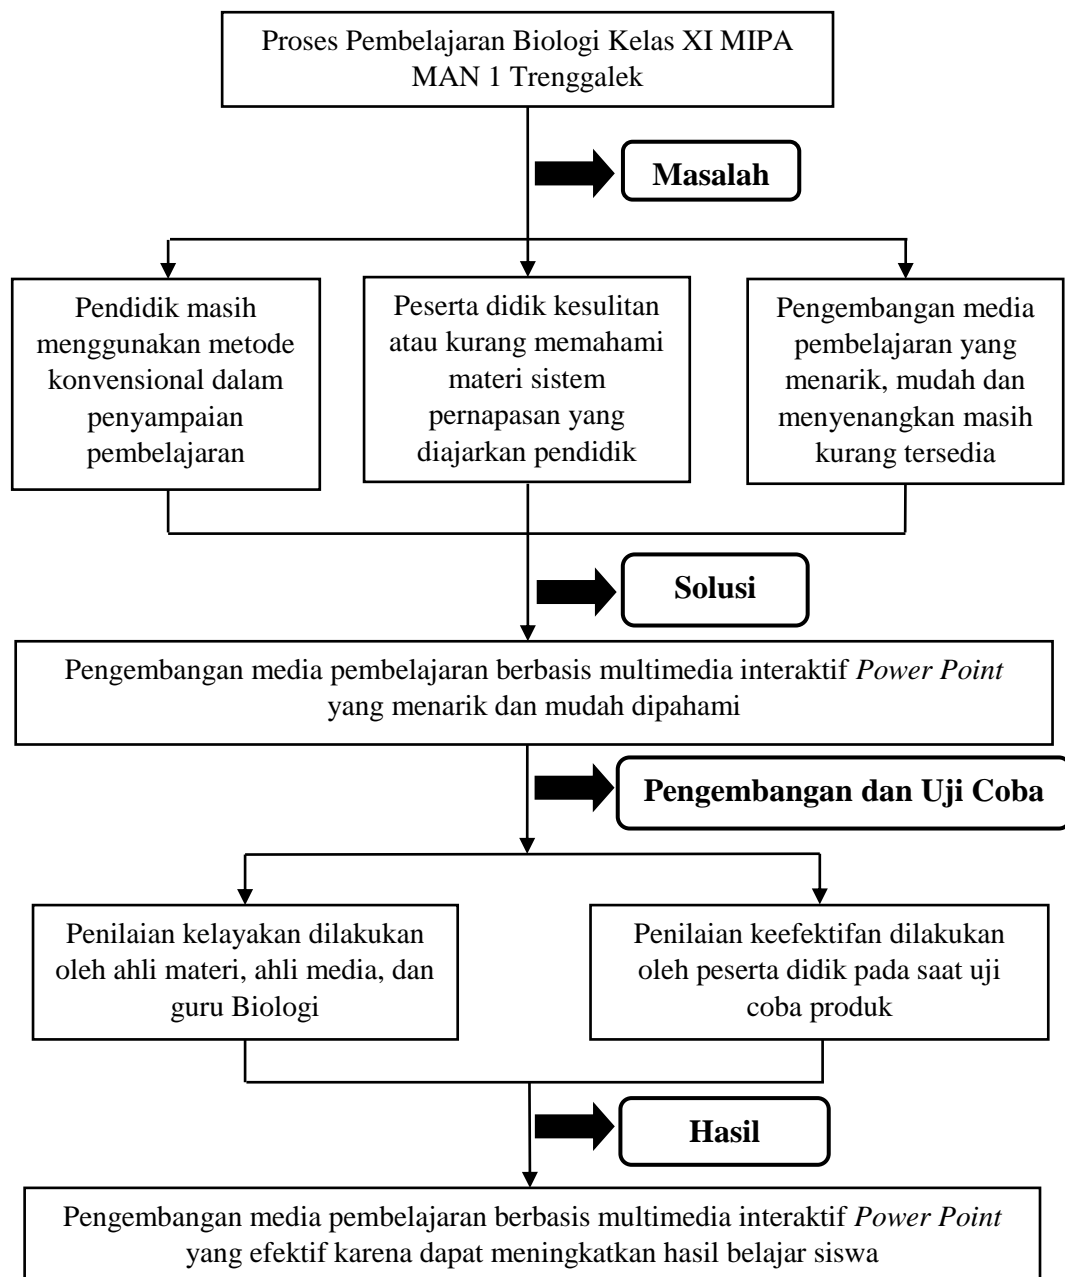 Proses Pembelajaran Biologi Kelas XI MIPA
MAN 1 Trenggalek
Masalah
Pendidik masih
menggunakan metode
konvensional dalam
penyampaian
pembelajaran
Peserta didik kesulitan
atau kurang memahami
materi sistem
pernapasan yang
diajarkan pendidik
Pengembangan media
pembelajaran yang
menarik, mudah dan
menyenangkan masih
kurang tersedia
Solusi
Pengembangan media pembelajaran berbasis multimedia interaktif Power Point
yang menarik dan mudah dipahami
Pengembangan dan Uji Coba
Penilaian kelayakan dilakukan
oleh ahli materi, ahli media, dan
guru Biologi
Penilaian keefektifan dilakukan
oleh peserta didik pada saat uji
coba produk
Hasil
Pengembangan media pembelajaran berbasis multimedia interaktif Power Point
yang efektif karena dapat meningkatkan hasil belajar siswa